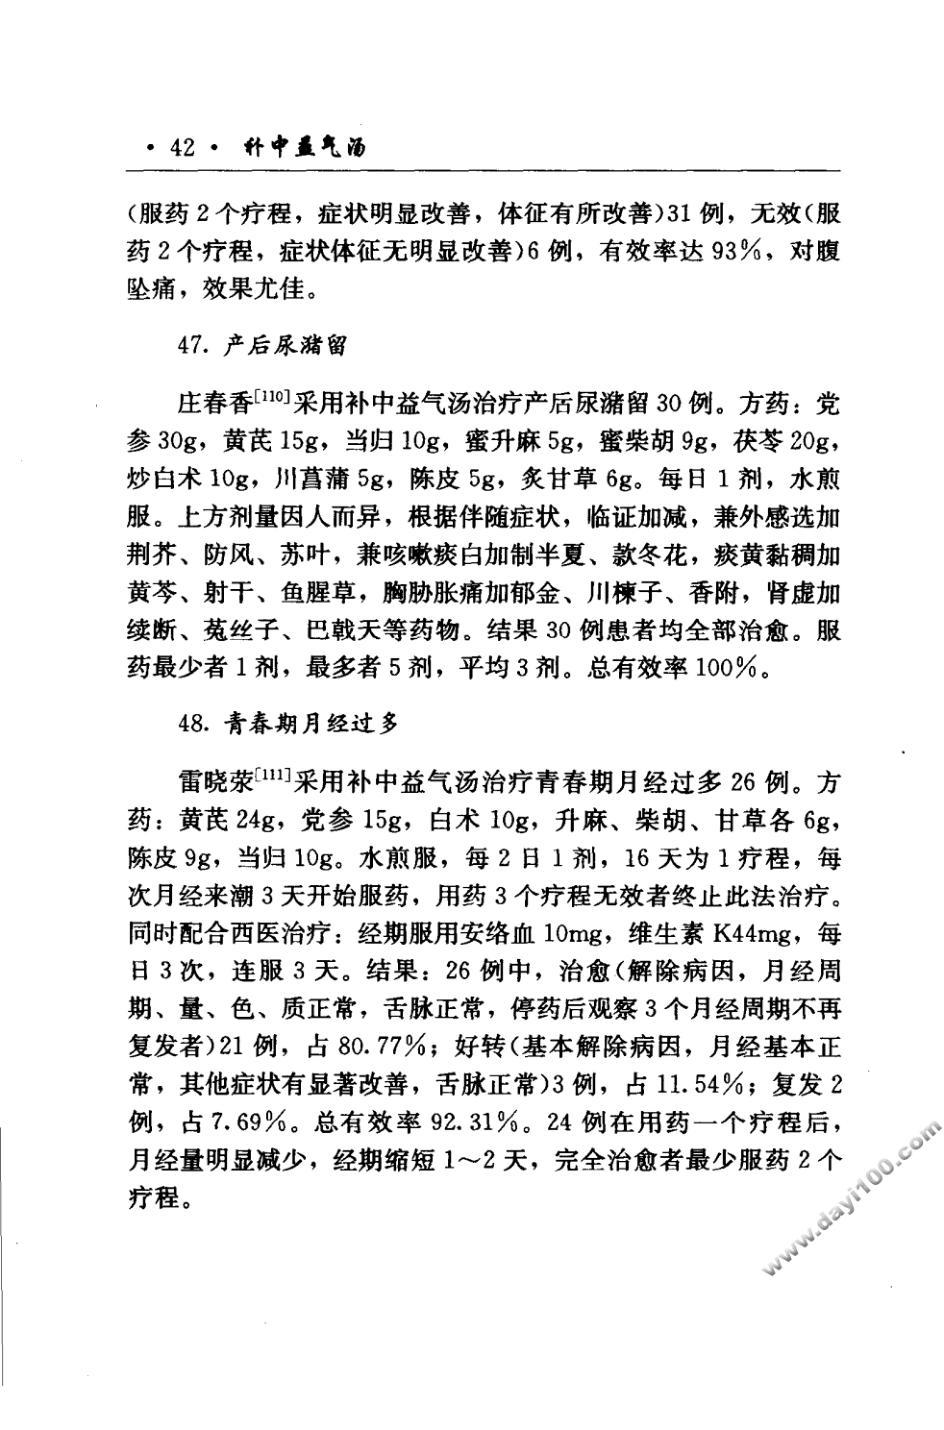 · 42 · 补中益气汤
（服药 2 个疗程，症状明显改善，体征有所改善）31 例，无效（服
药 2 个疗程，症状体征无明显改善）6 例，有效率达 93%，对腹
坠痛，效果尤佳。
47. 产后尿潴留
庄春香[110]采用补中益气汤治疗产后尿潴留 30 例。方药：党
参 30g，黄芪 15g，当归 10g，蜜升麻 5g，蜜柴胡 9g，茯苓 20g，
炒白术 10g，川菖蒲 5g，陈皮 5g，炙甘草 6g。每日 1 剂，水煎
服。上方剂量因人而异，根据伴随症状，临证加减，兼外感选加
荆芥、防风、苏叶，兼咳嗽痰白加制半夏、款冬花，痰黄黏稠加
黄芩、射干、鱼腥草，胸胁胀痛加郁金、川楝子、香附，肾虚加
续断、菟丝子、巴戟天等药物。结果 30 例患者均全部治愈。服
药最少者 1 剂，最多者 5 剂，平均 3 剂。总有效率 100%。
48. 青春期月经过多
雷晓荥[111]采用补中益气汤治疗青春期月经过多 26 例。方
药：黄芪 24g，党参 15g，白术 10g，升麻、柴胡、甘草各 6g，
陈皮 9g，当归 10g。水煎服，每 2 日 1 剂，16 天为 1 疗程，每
次月经来潮 3 天开始服药，用药 3 个疗程无效者终止此法治疗。
同时配合西医治疗：经期服用安络血 10mg，维生素 K44mg，每
日 3 次，连服 3 天。结果：26 例中，治愈（解除病因，月经周
期、量、色、质正常，舌脉正常，停药后观察 3 个月经周期不再
复发者）21 例，占 80.77%；好转（基本解除病因，月经基本正
常，其他症状有显著改善，舌脉正常）3 例，占 11.54%；复发 2
例，占 7.69%。总有效率 92.31%。24 例在用药一个疗程后，
月经量明显减少，经期缩短 1～2 天，完全治愈者最少服药 2 个
疗程。
www.dayi100.com